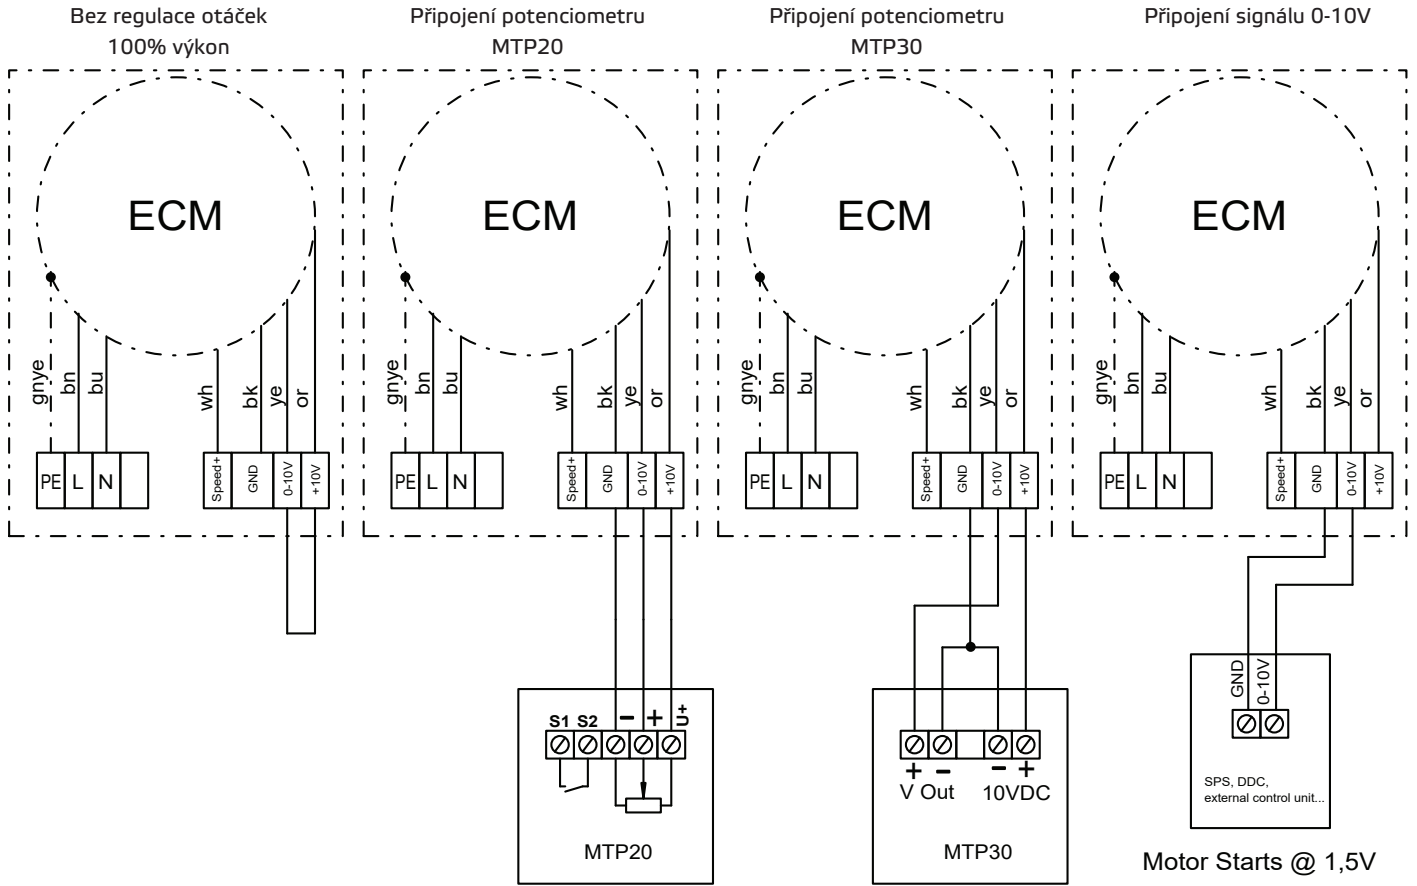 Bez regulace otáček
100% výkon
Připojení potenciometru
MTP20
Připojení potenciometru
MTP30
Připojení signálu 0-10V
ECM
gnye
bn
bu
wh
bk
ye
or
PE L N
Speed+ GND 0-10V +10V
ECM
gnye
bn
bu
wh
bk
ye
or
PE L N
Speed+ GND 0-10V +10V
S1 S2 − + U+
MTP20
ECM
gnye
bn
bu
wh
bk
ye
or
PE L N
Speed+ GND 0-10V +10V
+ − − +
V Out 10VDC
MTP30
ECM
gnye
bn
bu
wh
bk
ye
or
PE L N
Speed+ GND 0-10V +10V
GND
0-10V
SPS, DDC,
external control unit...
Motor Starts @ 1,5V